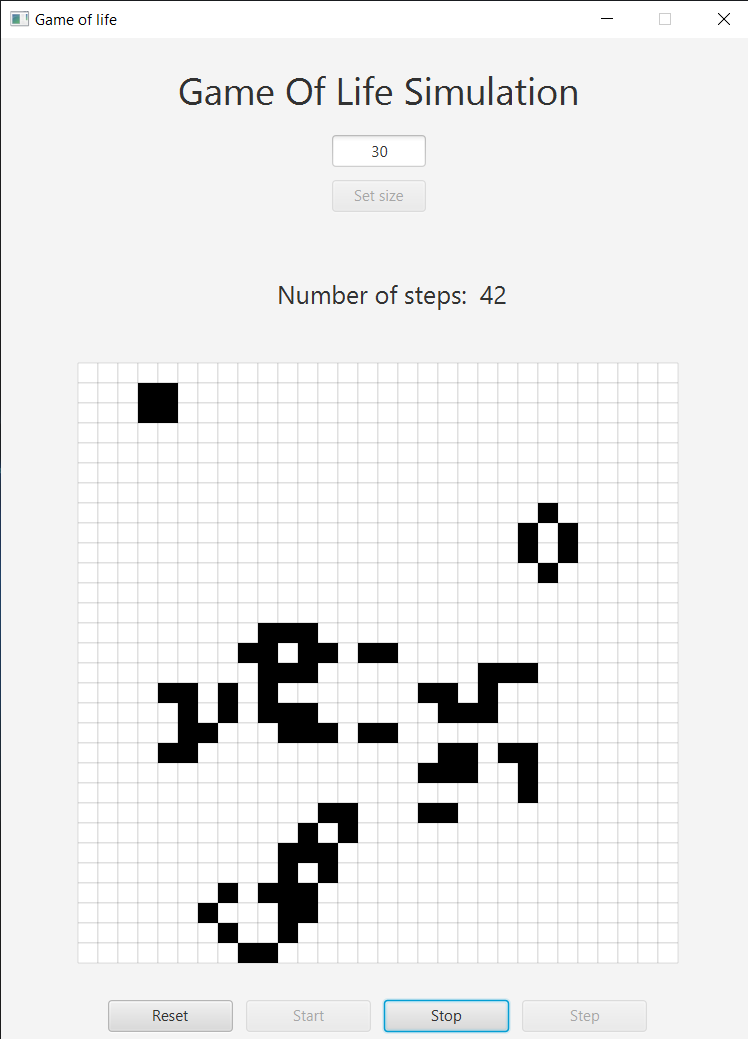 Game of life
Game Of Life Simulation
30
Set size
Number of steps: 42
Reset
Start
Stop
Step